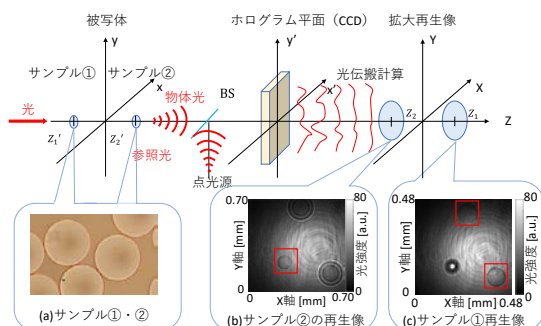 被写体
ホログラム平面（CCD）
拡大再生像
y
y'
Y
サンプル①
サンプル②
x
物体光
BS
x'
光伝搬計算
X
光
Z₁'
Z₂'
参照光
点光源
Z₂
Z₁
Z
0.70
80
0.48
80
Y軸 [mm]
光強度 [a.u.]
Y軸 [mm]
光強度 [a.u.]
0
X軸 [mm]
0.70
0
0
X軸 [mm]
0.48
0
(a)サンプル①・②
(b)サンプル②の再生像
(c)サンプル①再生像